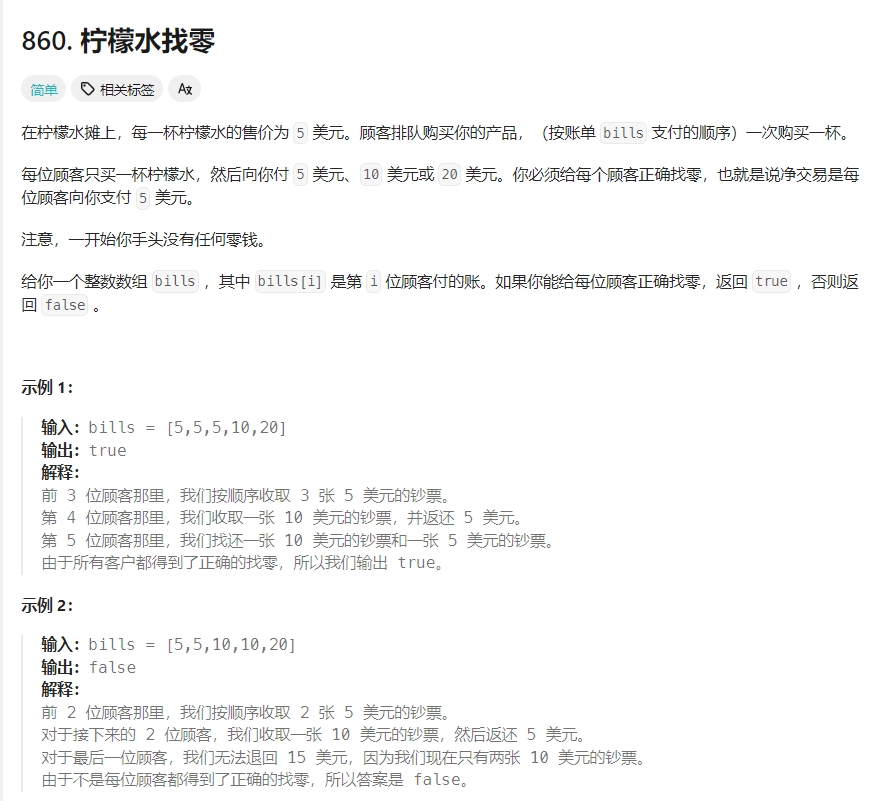 860. 柠檬水找零
简单 相关标签 Ax
在柠檬水摊上，每一杯柠檬水的售价为 5 美元。顾客排队购买你的产品，（按账单 bills 支付的顺序）一次购买一杯。
每位顾客只买一杯柠檬水，然后向你付 5 美元、10 美元或 20 美元。你必须给每个顾客正确找零，也就是说净交易是每
位顾客向你支付 5 美元。
注意，一开始你手头没有任何零钱。
给你一个整数数组 bills ，其中 bills[i] 是第 i 位顾客付的账。如果你能给每位顾客正确找零，返回 true ，否则返
回 false 。
示例 1：
输入：bills = [5,5,5,10,20]
输出：true
解释：
前 3 位顾客那里，我们按顺序收取 3 张 5 美元的钞票。
第 4 位顾客那里，我们收取一张 10 美元的钞票，并返还 5 美元。
第 5 位顾客那里，我们找还一张 10 美元的钞票和一张 5 美元的钞票。
由于所有客户都得到了正确的找零，所以我们输出 true。
示例 2：
输入：bills = [5,5,10,10,20]
输出：false
解释：
前 2 位顾客那里，我们按顺序收取 2 张 5 美元的钞票。
对于接下来的 2 位顾客，我们收取一张 10 美元的钞票，然后返还 5 美元。
对于最后一位顾客，我们无法退回 15 美元，因为我们现在只有两张 10 美元的钞票。
由于不是每位顾客都得到了正确的找零，所以答案是 false。